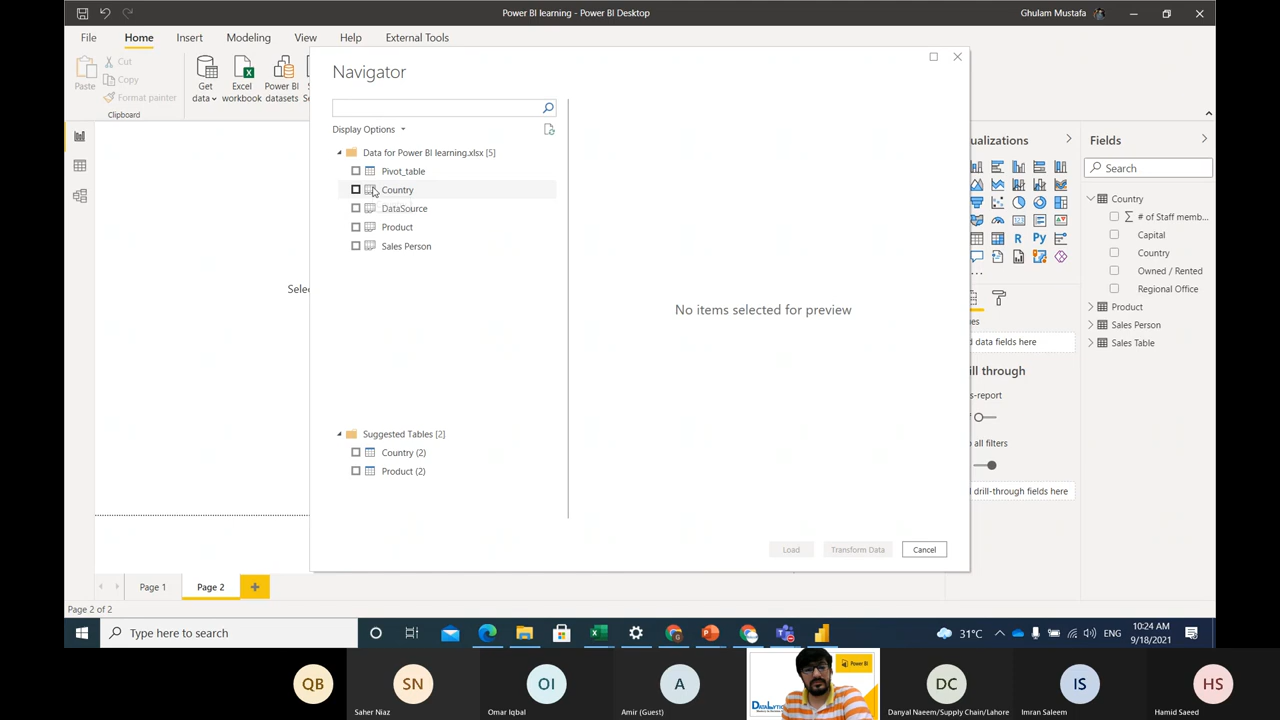 Power BI learning - Power BI Desktop
Ghulam Mustafa
File
Home
Insert
Modeling
View
Help
External Tools
Paste
Cut
Copy
Format painter
Clipboard
Get
data
Excel
workbook
Power BI
datasets
Navigator
Display Options
Data for Power BI learning.xlsx [5]
Pivot_table
Country
DataSource
Product
Sales Person
Suggested Tables [2]
Country (2)
Product (2)
No items selected for preview
Load
Transform Data
Cancel
Selec
sualizations
R
Py
es
d data fields here
ill through
s-report
all filters
drill-through fields here
Fields
Search
Country
# of Staff memb...
Capital
Country
Owned / Rented
Regional Office
Product
Sales Person
Sales Table
Page 1
Page 2
Page 2 of 2
Type here to search
31°C
ENG
10:24 AM
9/18/2021
QB
SN
Saher Niaz
OI
Omar Iqbal
A
Amir (Guest)
Power BI
DC
Danyal Naeem/Supply Chain/Lahore
IS
Imran Saleem
HS
Hamid Saeed